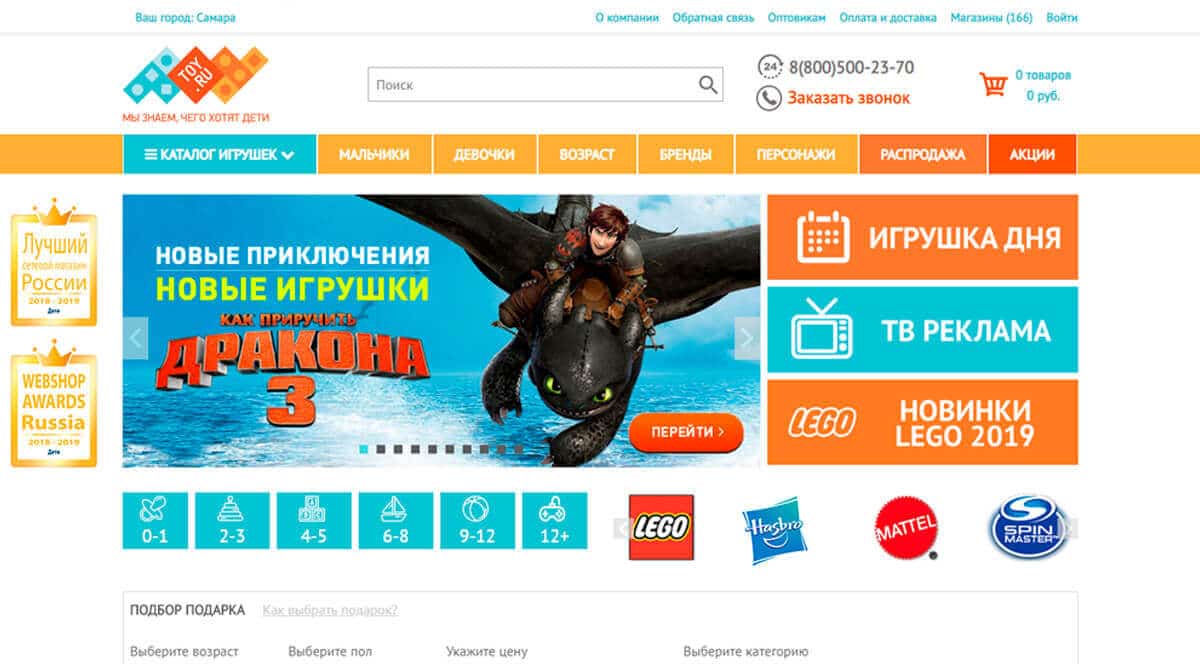 Ваш город: Самара
О компании Обратная связь Оптовикам Оплата и доставка Магазины (166) Войти
TOY.RU
МЫ ЗНАЕМ, ЧЕГО ХОТЯТ ДЕТИ
Поиск
24 8(800)500-23-70
Заказать звонок
0 товаров
0 руб.
КАТАЛОГ ИГРУШЕК МАЛЬЧИКИ ДЕВОЧКИ ВОЗРАСТ БРЕНДЫ ПЕРСОНАЖИ РАСПРОДАЖА АКЦИИ
Лучший
сетевой магазин
России
2018 - 2019
Дети
WEBSHOP
AWARDS
Russia
2018 - 2019
Дети
НОВЫЕ ПРИКЛЮЧЕНИЯ
НОВЫЕ ИГРУШКИ
КАК ПРИРУЧИТЬ
ДРАКОНА
3
ПЕРЕЙТИ >
ИГРУШКА ДНЯ
ТВ РЕКЛАМА
LEGO НОВИНКИ
LEGO 2019
0-1 2-3 4-5 6-8 9-12 12+
LEGO Hasbro MATTEL SPIN MASTER
ПОДБОР ПОДАРКА Как выбрать подарок?
Выберите возраст Выберите пол Укажите цену Выберите категорию